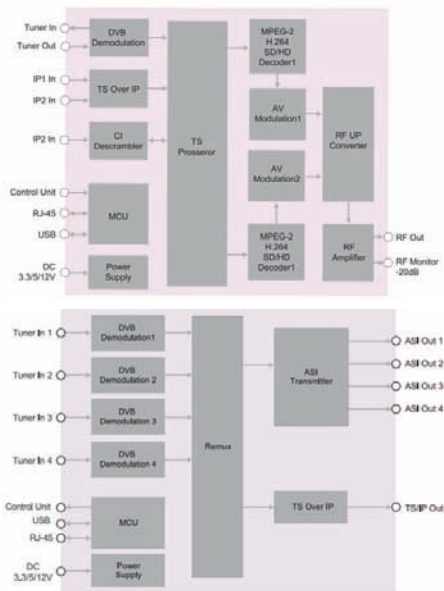 Tuner In
Tuner Out
IP1 In
IP2 In
IP2 In
Control Unit
RJ-45
USB
DC
3.3/5/12V
DVB
Demodulation
TS Over IP
CI
Descrambler
MCU
Power
Supply
TS
Prosseror
MPEG-2
H.264
SD/HD
Decoder1
AV
Modulation1
AV
Modulation2
MPEG-2
H.264
SD/HD
Decoder1
RF UP
Converter
RF
Amplifier
RF Out
RF Monitor
-20dB
Tuner In 1
Tuner In 2
Tuner In 3
Tuner In 4
Control Unit
USB
RJ-45
DC
3.3/5/12V
DVB
Demodulation1
DVB
Demodulation 2
DVB
Demodulation 3
DVB
Demodulation 4
MCU
Power
Supply
Remux
ASI
Transmitter
TS Over IP
ASI Out 1
ASI Out 2
ASI Out 3
ASI Out 4
TS/IP Out